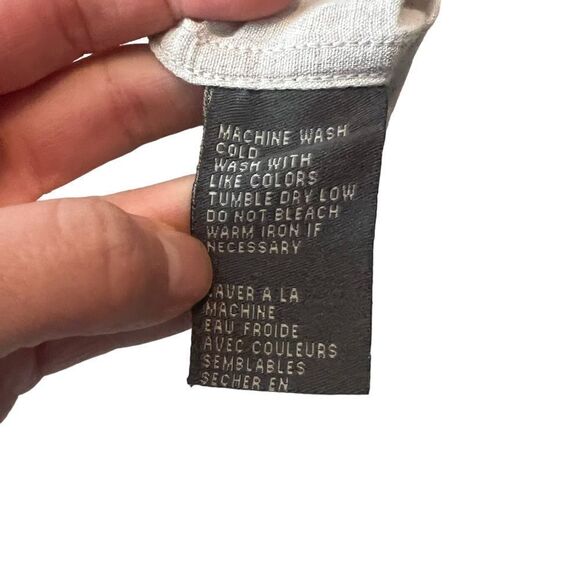 MACHINE WASH
COLD
WASH WITH
LIKE COLORS
TUMBLE DRY LOW
DO NOT BLEACH
WARM IRON IF
NECESSARY
LAVER A LA
MACHINE
EAU FROIDE
AVEC COULEURS
SEMBLABLES
SECHER EN